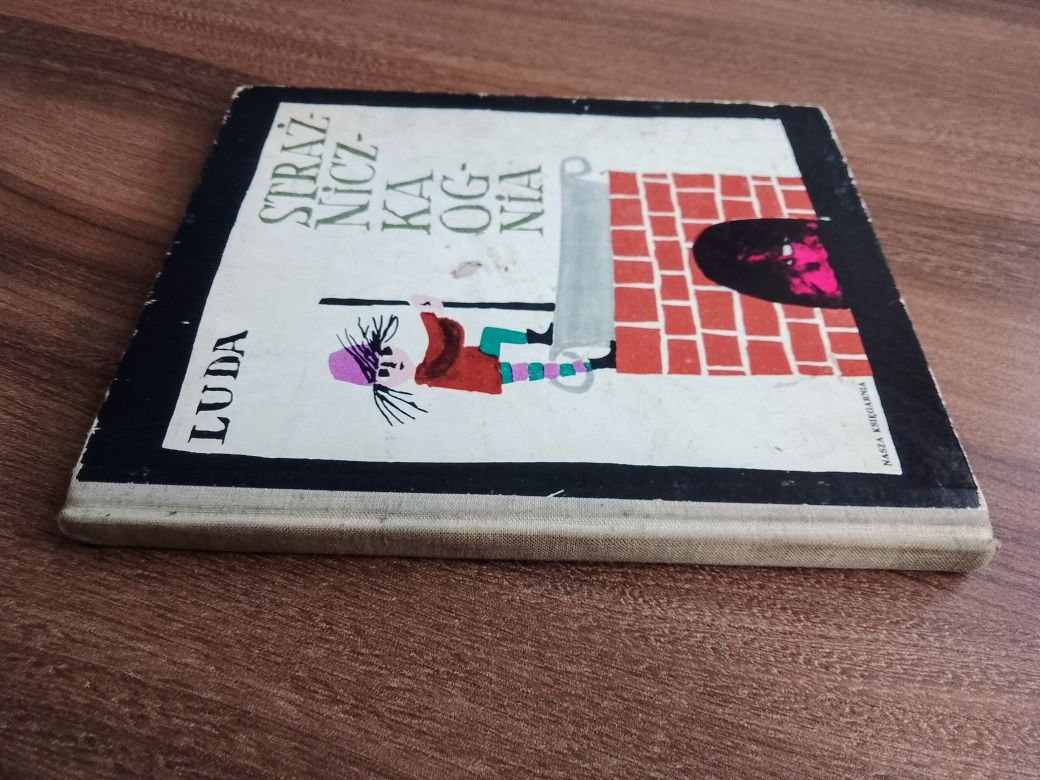 LUDA
STRAŻ-
NiCZ-
KA
OG-
NiA
NASZA KSIĘGARNIA